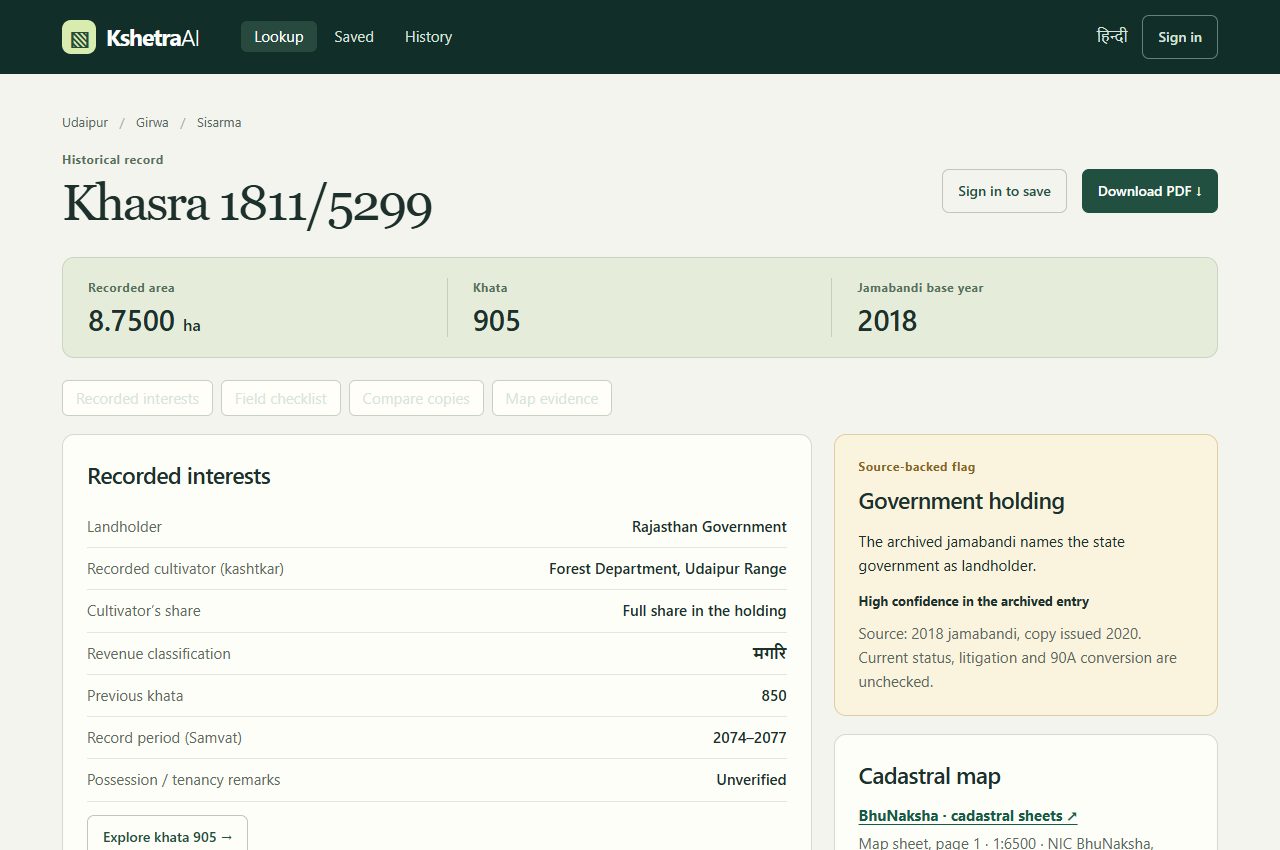 KshetraAI
Lookup
Saved
History
हिन्दी
Sign in
Udaipur / Girwa / Sisarma
Historical record
Khasra 1811/5299
Sign in to save
Download PDF ↓
Recorded area
8.7500 ha
Khata
905
Jamabandi base year
2018
Recorded interests
Field checklist
Compare copies
Map evidence
Recorded interests
Landholder Rajasthan Government
Recorded cultivator (kashtkar) Forest Department, Udaipur Range
Cultivator's share Full share in the holding
Revenue classification मगरि
Previous khata 850
Record period (Samvat) 2074–2077
Possession / tenancy remarks Unverified
Explore khata 905 →
Source-backed flag
Government holding
The archived jamabandi names the state
government as landholder.
High confidence in the archived entry
Source: 2018 jamabandi, copy issued 2020.
Current status, litigation and 90A conversion are
unchecked.
Cadastral map
BhuNaksha · cadastral sheets ↗
Map sheet, page 1 · 1:6500 · NIC BhuNaksha,